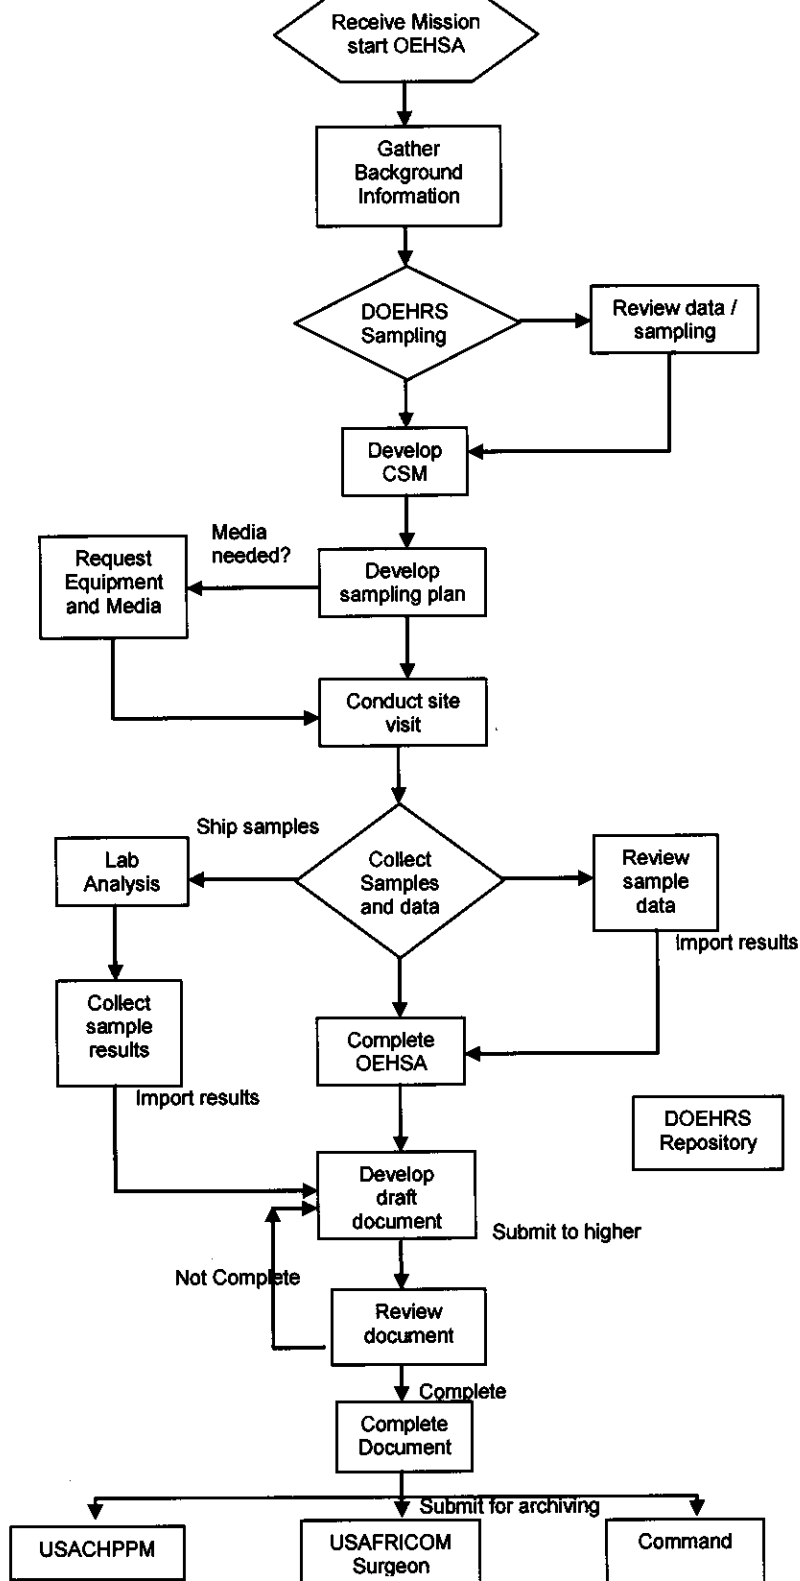 Receive Mission
start OEHSA
Gather
Background
Information
DOEHRS
Sampling
Review data /
sampling
Develop
CSM
Media
needed?
Request
Equipment
and Media
Develop
sampling plan
Conduct site
visit
Ship samples
Lab
Analysis
Collect
Samples
and data
Review
sample
data
Import results
Collect
sample
results
Complete
OEHSA
Import results
DOEHRS
Repository
Develop
draft
document
Submit to higher
Not Complete
Review
document
Complete
Complete
Document
Submit for archiving
USACHPPM
USAFRICOM
Surgeon
Command